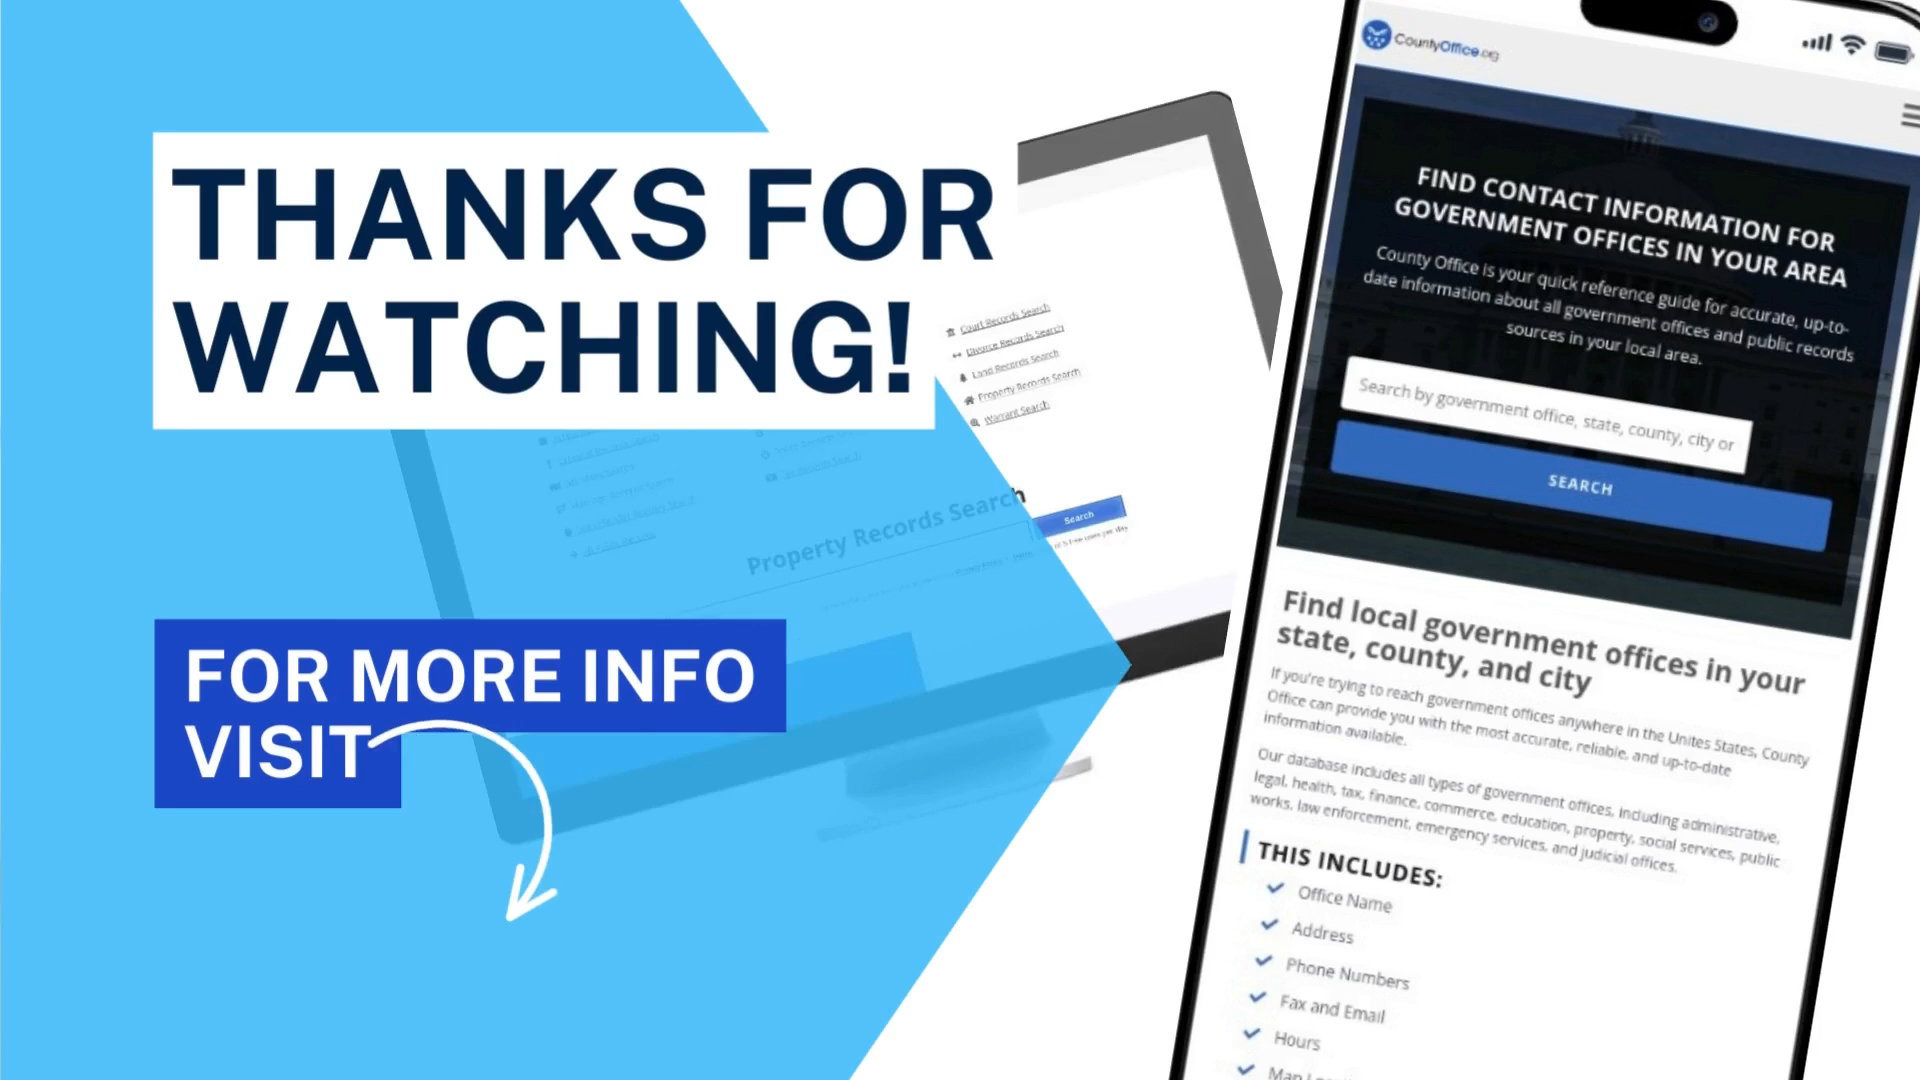 THANKS FOR
WATCHING!
FOR MORE INFO
VISIT
Court Records Search
Divorce Records Search
Land Records Search
Property Records Search
Warrant Search
Property Records Search
Search
of 5 free uses per day
CountyOffice.org
FIND CONTACT INFORMATION FOR
GOVERNMENT OFFICES IN YOUR AREA
County Office is your quick reference guide for accurate, up-to-
date information about all government offices and public records
sources in your local area.
Search by government office, state, county, city or
SEARCH
Find local government offices in your
state, county, and city
If you're trying to reach government offices anywhere in the Unites States, County
Office can provide you with the most accurate, reliable, and up-to-date
information available.
Our database includes all types of government offices, including administrative,
legal, health, tax, finance, commerce, education, property, social services, public
works, law enforcement, emergency services, and judicial offices.
THIS INCLUDES:
Office Name
Address
Phone Numbers
Fax and Email
Hours
Map